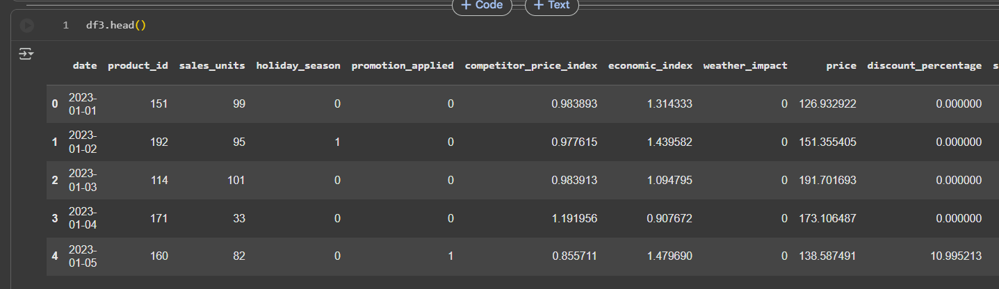 + Code + Text
1 df3.head()
date product_id sales_units holiday_season promotion_applied competitor_price_index economic_index weather_impact price discount_percentage s
0 2023-01-01 151 99 0 0 0.983893 1.314333 0 126.932922 0.000000
1 2023-01-02 192 95 1 0 0.977615 1.439582 0 151.355405 0.000000
2 2023-01-03 114 101 0 0 0.983913 1.094795 0 191.701693 0.000000
3 2023-01-04 171 33 0 0 1.191956 0.907672 0 173.106487 0.000000
4 2023-01-05 160 82 0 1 0.855711 1.479690 0 138.587491 10.995213